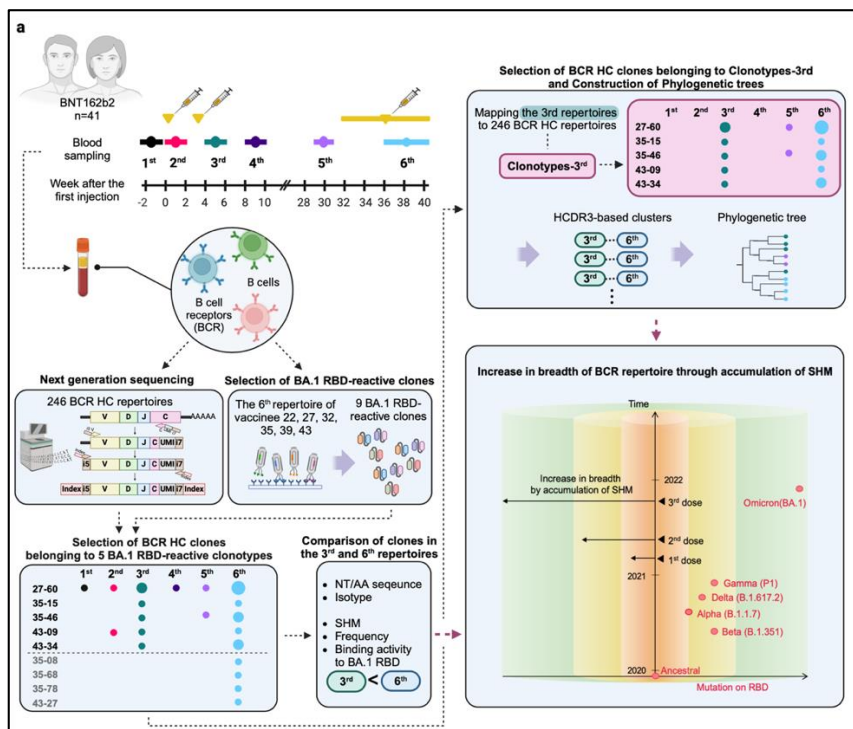 a
BNT162b2
n=41
Blood
sampling
1st 2nd 3rd 4th 5th 6th
Week after the
first injection
-2 0 2 4 6 8 10 12 28 30 32 34 36 38 40
B cells
B cell
receptors
(BCR)
Next generation sequencing
246 BCR HC repertoires
V D J C AAAAA
V D J C UMI i7
i5 V D J C UMI i7
Index i5 V D J C UMI i7 Index
Selection of BA.1 RBD-reactive clones
The 6th repertoire of
vaccinee 22, 27, 32,
35, 39, 43
9 BA.1 RBD-
reactive clones
Selection of BCR HC clones
belonging to 5 BA.1 RBD-reactive clonotypes
1st 2nd 3rd 4th 5th 6th
27-60
35-15
35-46
43-09
43-34
35-08
35-68
35-78
43-27
Comparison of clones in
the 3rd and 6th repertoires
• NT/AA seqeunce
• Isotype
• SHM
• Frequency
• Binding activity
to BA.1 RBD
3rd < 6th
Selection of BCR HC clones belonging to Clonotypes-3rd
and Construction of Phylogenetic trees
Mapping the 3rd repertoires
to 246 BCR HC repertoires
Clonotypes-3rd
1st 2nd 3rd 4th 5th 6th
27-60
35-15
35-46
43-09
43-34
HCDR3-based clusters
3rd 6th
3rd 6th
3rd 6th
Phylogenetic tree
Increase in breadth of BCR repertoire through accumulation of SHM
Time
2022
Increase in breadth
by accumulation of SHM
3rd dose
Omicron(BA.1)
2nd dose
1st dose
2021
Gamma (P1)
Delta (B.1.617.2)
Alpha (B.1.1.7)
Beta (B.1.351)
2020
Ancestral
Mutation on RBD